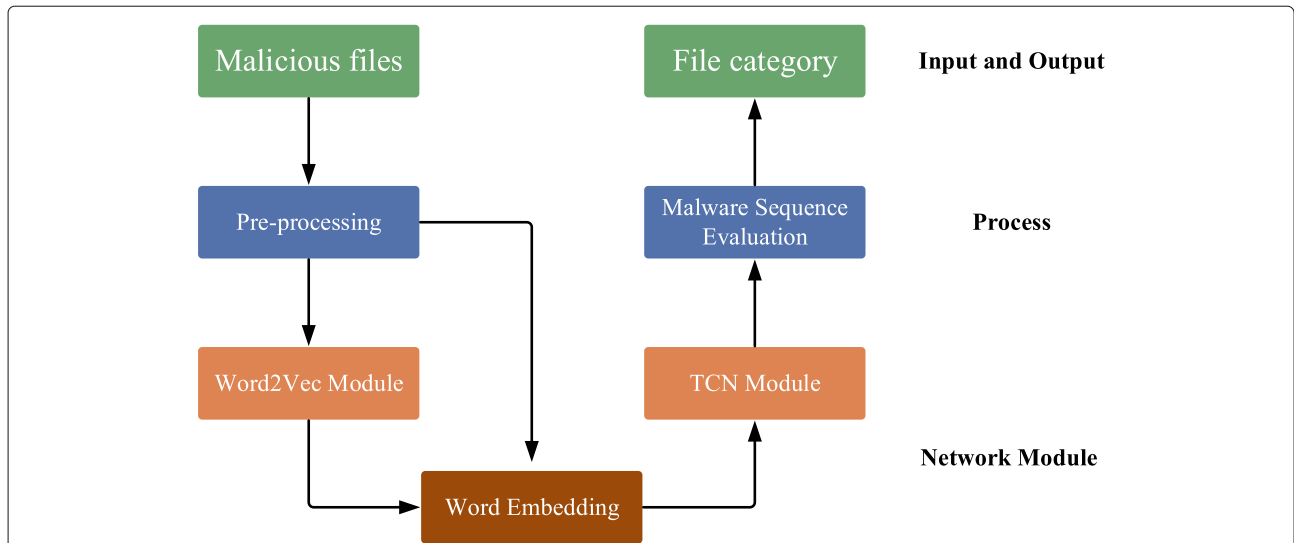 Malicious files
File category
Input and Output
Pre-processing
Malware Sequence
Evaluation
Process
Word2Vec Module
TCN Module
Network Module
Word Embedding